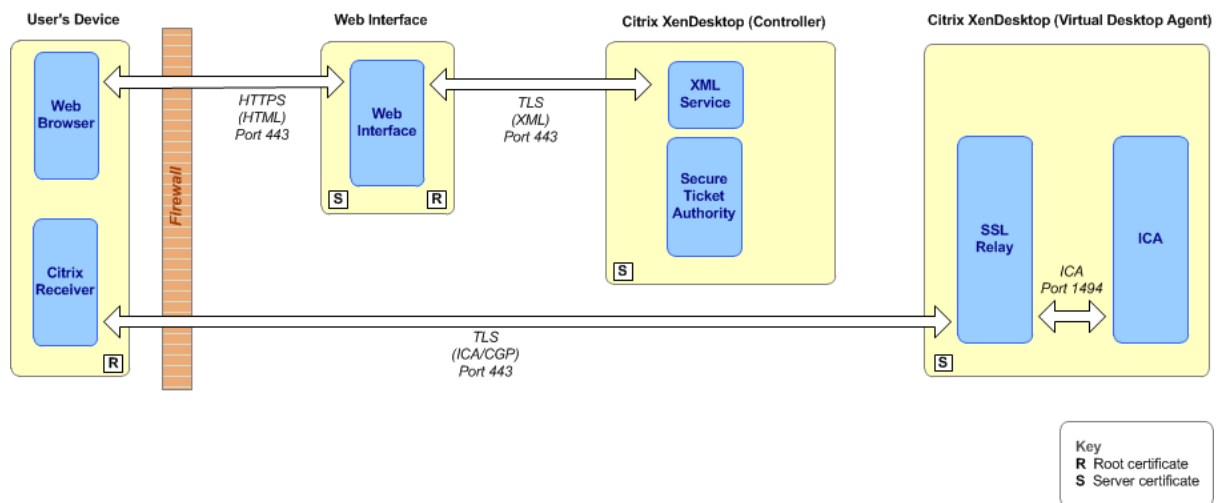 User's Device
Web Interface
Citrix XenDesktop (Controller)
Citrix XenDesktop (Virtual Desktop Agent)
Web
Browser
Citrix
Receiver
R
Firewall
HTTPS
(HTML)
Port 443
Web
Interface
S
R
TLS
(XML)
Port 443
XML
Service
Secure
Ticket
Authority
S
TLS
(ICA/CGP)
Port 443
SSL
Relay
ICA
Port 1494
ICA
S
Key
R Root certificate
S Server certificate